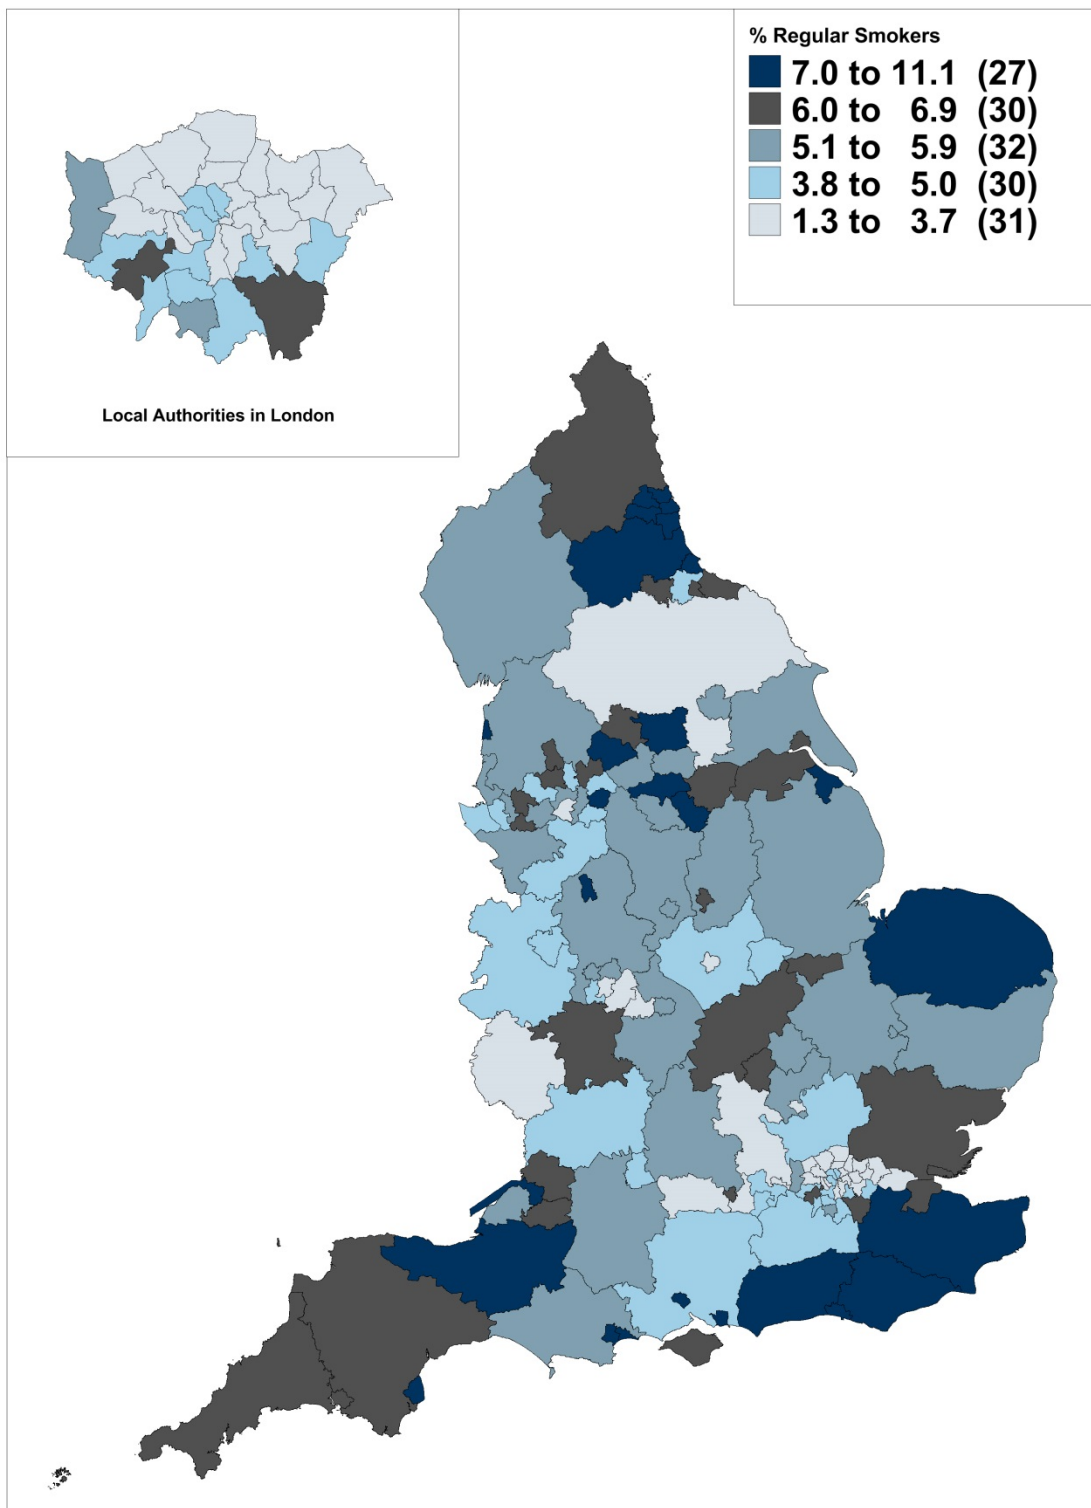 % Regular Smokers
7.0 to 11.1 (27)
6.0 to 6.9 (30)
5.1 to 5.9 (32)
3.8 to 5.0 (30)
1.3 to 3.7 (31)
Local Authorities in London